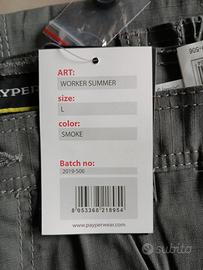 ART:
WORKER SUMMER
size:
L
color:
SMOKE
Batch no:
2019-506
8 053368 218954
www.payperwear.com
subito